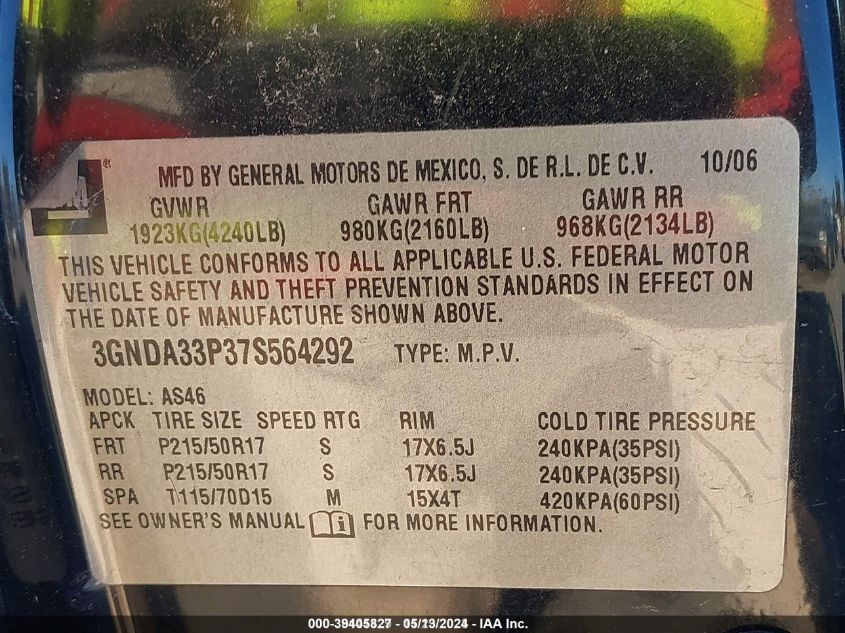 MFD BY GENERAL MOTORS DE MEXICO, S. DE R.L. DE C.V. 10/06
GVWR GAWR FRT GAWR RR
1923KG(4240LB) 980KG(2160LB) 968KG(2134LB)
THIS VEHICLE CONFORMS TO ALL APPLICABLE U.S. FEDERAL MOTOR
VEHICLE SAFETY AND THEFT PREVENTION STANDARDS IN EFFECT ON
THE DATE OF MANUFACTURE SHOWN ABOVE.
3GNDA33P37S564292 TYPE: M.P.V.
MODEL: AS46
APCK TIRE SIZE SPEED RTG RIM COLD TIRE PRESSURE
FRT P215/50R17 S 17X6.5J 240KPA(35PSI)
RR P215/50R17 S 17X6.5J 240KPA(35PSI)
SPA T115/70D15 M 15X4T 420KPA(60PSI)
SEE OWNER'S MANUAL i FOR MORE INFORMATION.
000-39405827 - 05/13/2024 - IAA Inc.